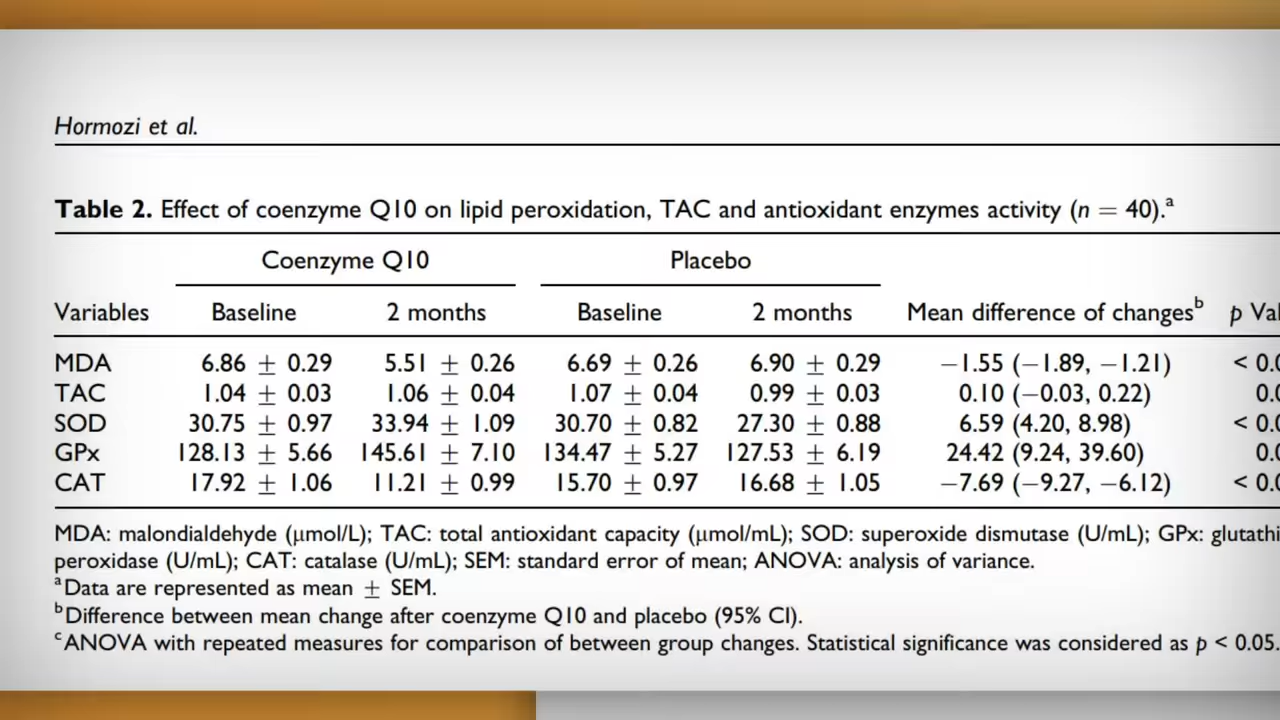 Hormozi et al.
Table 2. Effect of coenzyme Q10 on lipid peroxidation, TAC and antioxidant enzymes activity (n = 40).ᵃ
Coenzyme Q10 Placebo
Variables Baseline 2 months Baseline 2 months Mean difference of changesᵇ p
MDA 6.86 ± 0.29 5.51 ± 0.26 6.69 ± 0.26 6.90 ± 0.29 −1.55 (−1.89, −1.21)
TAC 1.04 ± 0.03 1.06 ± 0.04 1.07 ± 0.04 0.99 ± 0.03 0.10 (−0.03, 0.22)
SOD 30.75 ± 0.97 33.94 ± 1.09 30.70 ± 0.82 27.30 ± 0.88 6.59 (4.20, 8.98)
GPx 128.13 ± 5.66 145.61 ± 7.10 134.47 ± 5.27 127.53 ± 6.19 24.42 (9.24, 39.60)
CAT 17.92 ± 1.06 11.21 ± 0.99 15.70 ± 0.97 16.68 ± 1.05 −7.69 (−9.27, −6.12)
MDA: malondialdehyde (μmol/L); TAC: total antioxidant capacity (μmol/mL); SOD: superoxide dismutase (U/mL); GPx:
peroxidase (U/mL); CAT: catalase (U/mL); SEM: standard error of mean; ANOVA: analysis of variance.
ᵃData are represented as mean ± SEM.
ᵇDifference between mean change after coenzyme Q10 and placebo (95% CI).
ᶜANOVA with repeated measures for comparison of between group changes. Statistical significance was considered as p < 0.05.